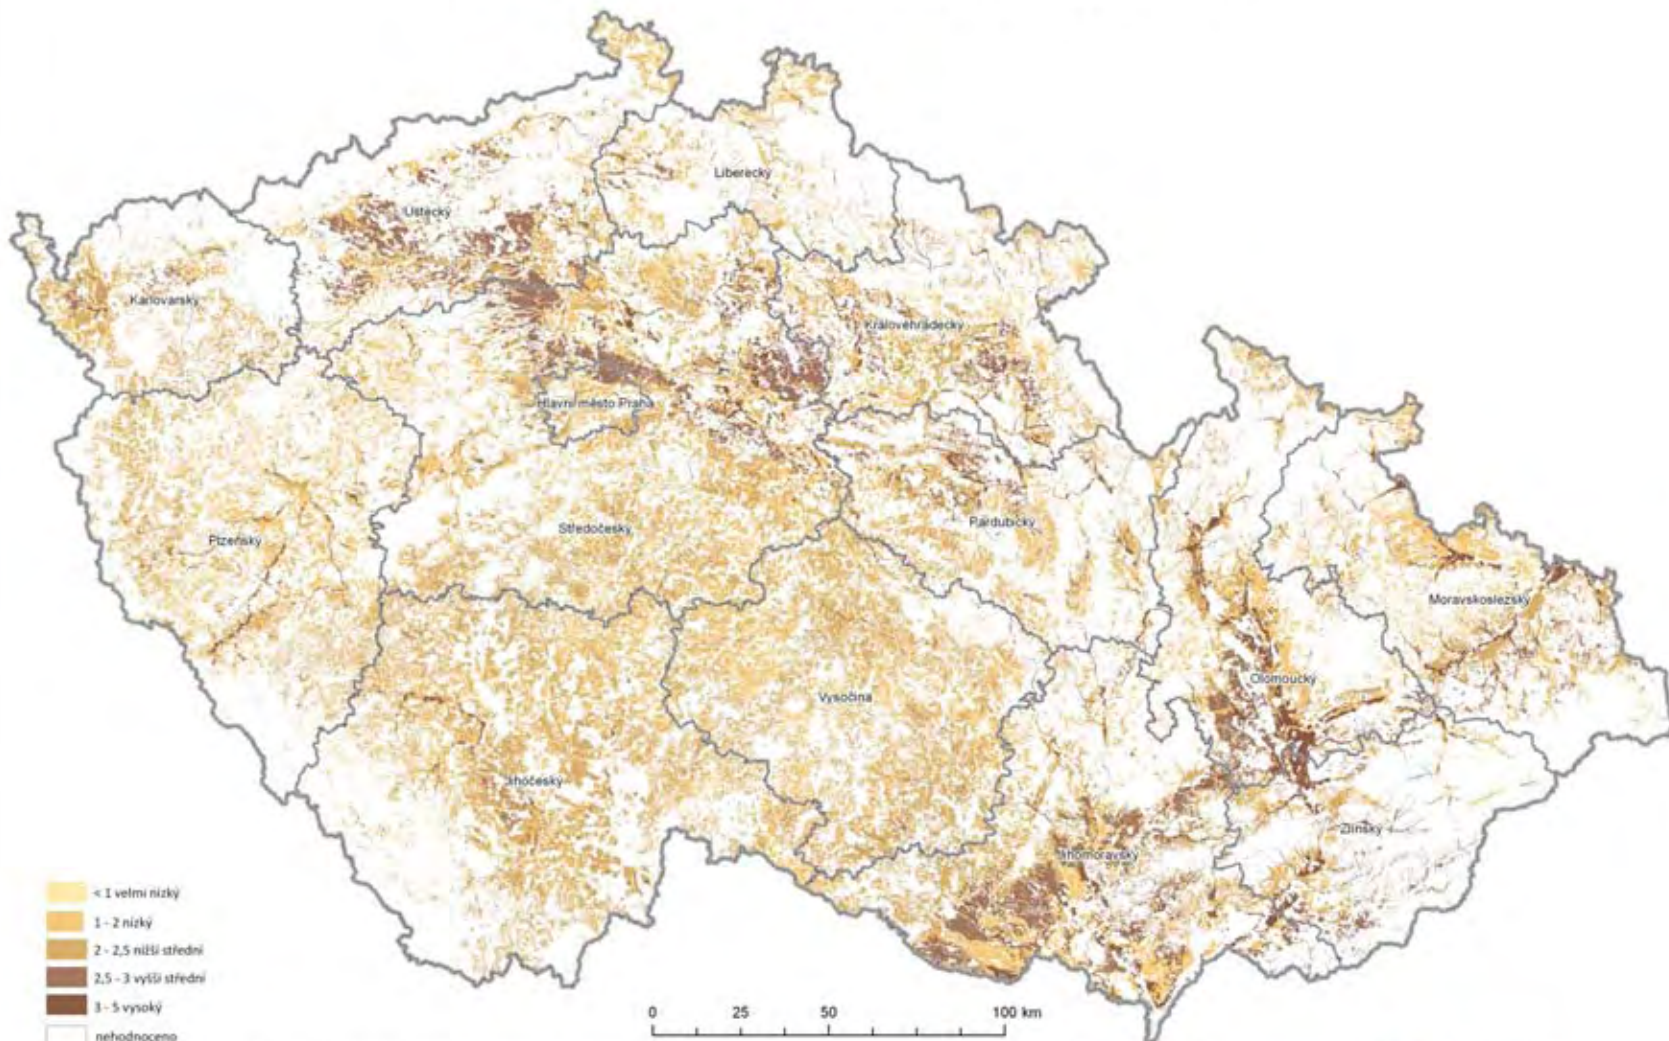 Liberecký
Ústecký
Karlovarský
Královéhradecký
Hlavní město Praha
Středočeský
Pardubický
Plzeňský
Moravskoslezský
Olomoucký
Vysočina
Jihočeský
Zlínský
Jihomoravský
< 1 velmi nízký
1 - 2 nízký
2 - 2,5 nižší střední
2,5 - 3 vyšší střední
3 - 5 vysoký
nehodnoceno
0 25 50 100 km